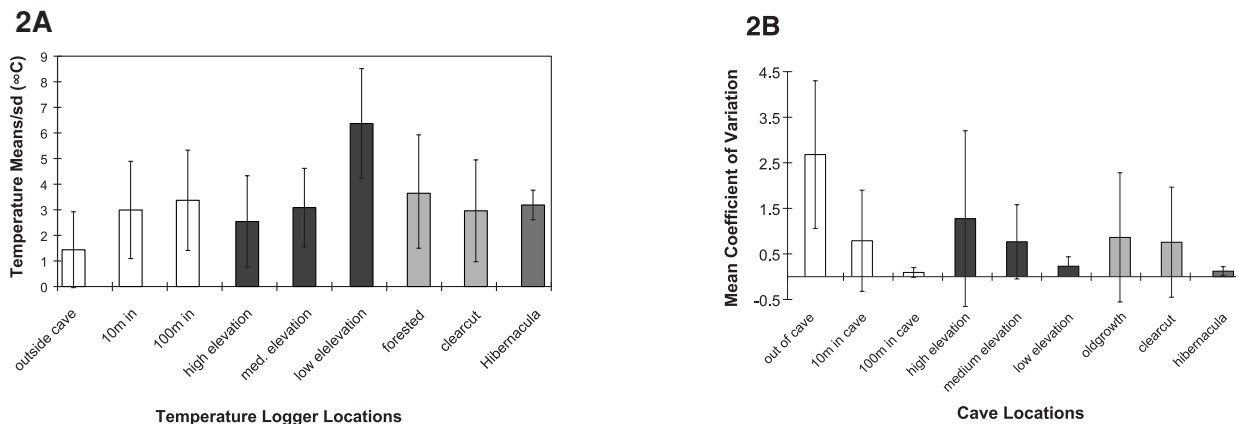 2A
Temperature Means/sd (∞C)
9
8
7
6
5
4
3
2
1
0
outside cave
10m in
100m in
high elevation
med. elevation
low elelevation
forested
clearcut
Hibernacula
Temperature Logger Locations
2B
Mean Coefficient of Variation
4.5
3.5
2.5
1.5
0.5
-0.5
out of cave
10m in cave
100m in cave
high elevation
medium elevation
low elevation
oldgrowth
clearcut
hibernacula
Cave Locations